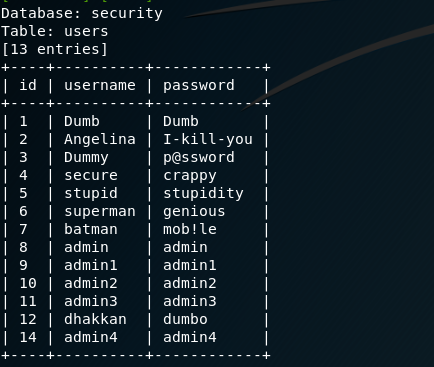 Database: security
Table: users
[13 entries]
+----+----------+------------+
| id | username | password   |
+----+----------+------------+
| 1  | Dumb     | Dumb       |
| 2  | Angelina | I-kill-you |
| 3  | Dummy    | p@ssword   |
| 4  | secure   | crappy     |
| 5  | stupid   | stupidity  |
| 6  | superman | genious    |
| 7  | batman   | mob!le     |
| 8  | admin    | admin      |
| 9  | admin1   | admin1     |
| 10 | admin2   | admin2     |
| 11 | admin3   | admin3     |
| 12 | dhakkan  | dumbo      |
| 14 | admin4   | admin4     |
+----+----------+------------+